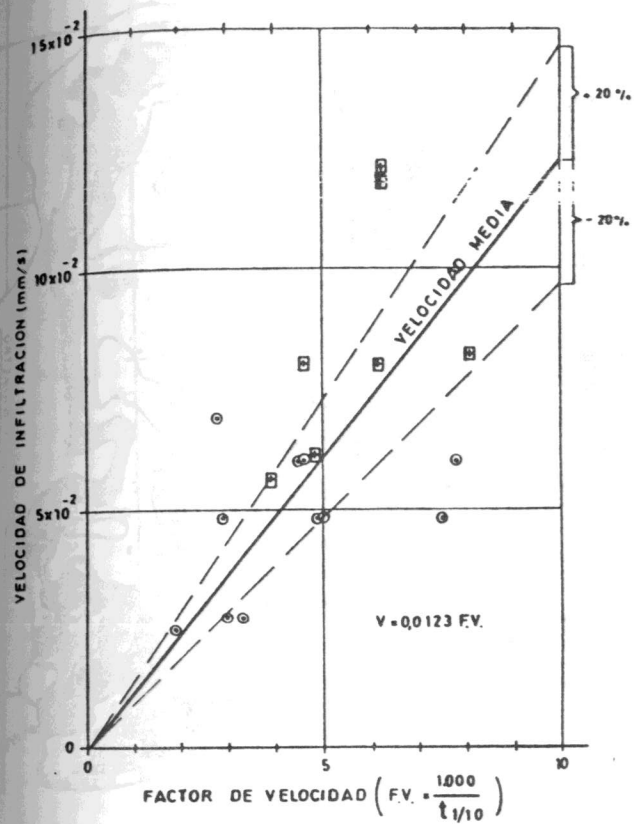 15x10-2
+ 20%
- 20%
VELOCIDAD MEDIA
10x10-2
VELOCIDAD DE INFILTRACION (mm/s)
5x10-2
V = 0,0123 F.V.
0
0 5 10
FACTOR DE VELOCIDAD ( F.V. = 1.000 / t 1/10 )